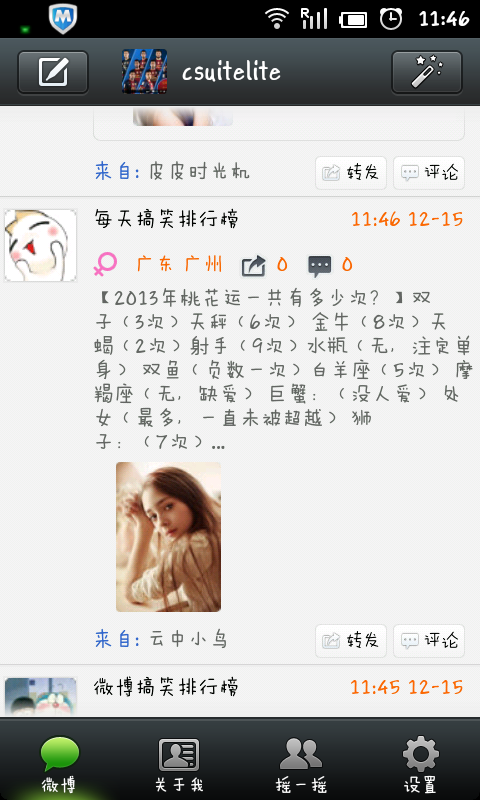 R 11:46
csuitelite
来自: 皮皮时光机 转发 评论
每天搞笑排行榜 11:46 12-15
广东 广州 0 0
【2013年桃花运一共有多少次？】双
子（3次）天秤（6次） 金牛（8次）天
蝎（2次）射手（9次）水瓶（无，注定单
身） 双鱼（负数一次）白羊座（5次）摩
羯座（无，缺爱） 巨蟹：（没人爱） 处
女（最多，一直未被超越）狮
子：（7次）...
来自: 云中小鸟 转发 评论
微博搞笑排行榜 11:45 12-15
微博 关于我 摇一摇 设置